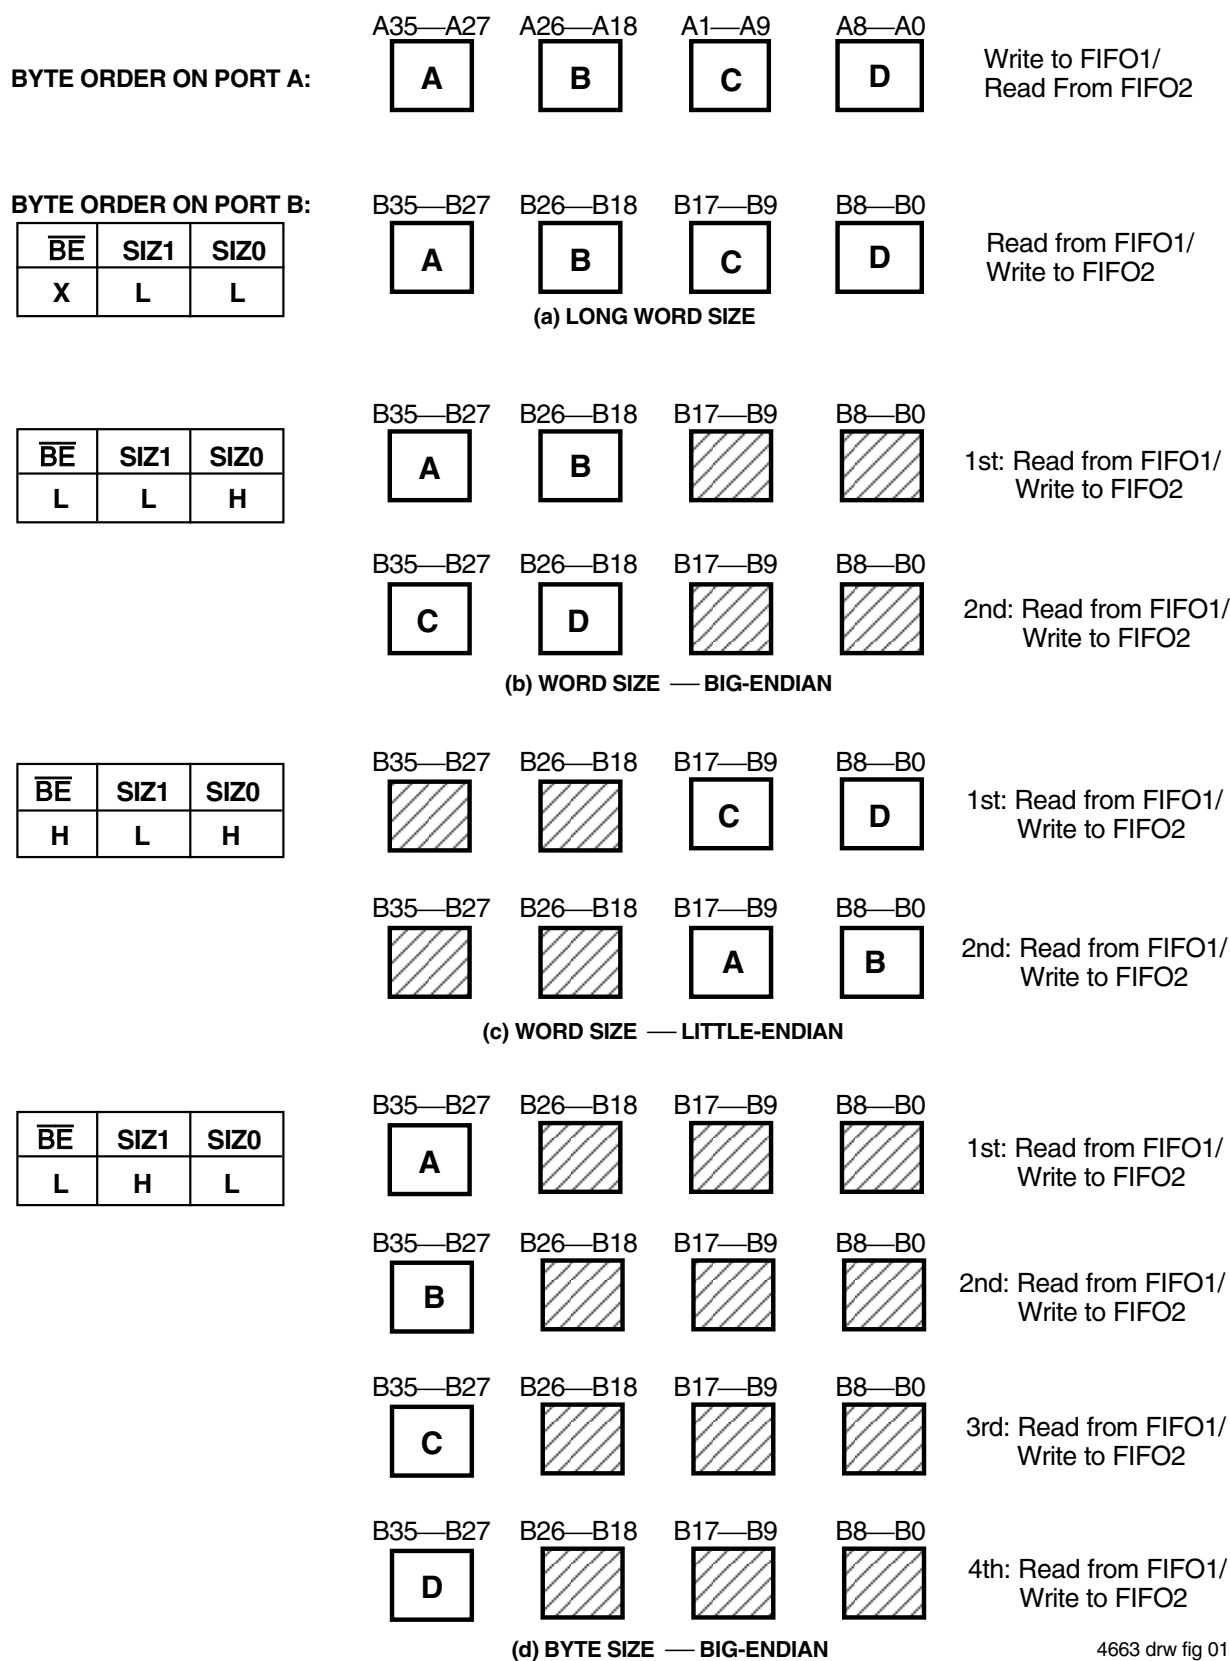 A35—A27 A26—A18 A1—A9 A8—A0
BYTE ORDER ON PORT A: A B C D Write to FIFO1/
Read From FIFO2
BYTE ORDER ON PORT B: B35—B27 B26—B18 B17—B9 B8—B0
BE SIZ1 SIZ0 A B C D Read from FIFO1/
X L L Write to FIFO2
(a) LONG WORD SIZE
B35—B27 B26—B18 B17—B9 B8—B0
BE SIZ1 SIZ0 A B 1st: Read from FIFO1/
L L H Write to FIFO2
B35—B27 B26—B18 B17—B9 B8—B0
C D 2nd: Read from FIFO1/
Write to FIFO2
(b) WORD SIZE — BIG-ENDIAN
B35—B27 B26—B18 B17—B9 B8—B0
BE SIZ1 SIZ0 C D 1st: Read from FIFO1/
H L H Write to FIFO2
B35—B27 B26—B18 B17—B9 B8—B0
A B 2nd: Read from FIFO1/
Write to FIFO2
(c) WORD SIZE — LITTLE-ENDIAN
B35—B27 B26—B18 B17—B9 B8—B0
BE SIZ1 SIZ0 A 1st: Read from FIFO1/
L H L Write to FIFO2
B35—B27 B26—B18 B17—B9 B8—B0
B 2nd: Read from FIFO1/
Write to FIFO2
B35—B27 B26—B18 B17—B9 B8—B0
C 3rd: Read from FIFO1/
Write to FIFO2
B35—B27 B26—B18 B17—B9 B8—B0
D 4th: Read from FIFO1/
Write to FIFO2
(d) BYTE SIZE — BIG-ENDIAN 4663 drw fig 01